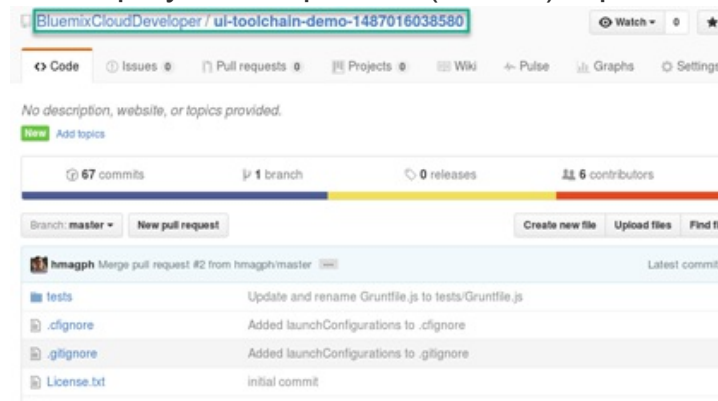 BluemixCloudDeveloper / ui-toolchain-demo-1487016038580
Watch 0
Code Issues 0 Pull requests 0 Projects 0 Wiki Pulse Graphs Settings
No description, website, or topics provided.
New Add topics
67 commits 1 branch 0 releases 6 contributors
Branch: master New pull request Create new file Upload files Find fi
hmagph Merge pull request #2 from hmagph/master Latest commit
tests Update and rename Gruntfile.js to tests/Gruntfile.js
.cfignore Added launchConfigurations to .cfignore
.gitignore Added launchConfigurations to .gitignore
License.txt initial commit